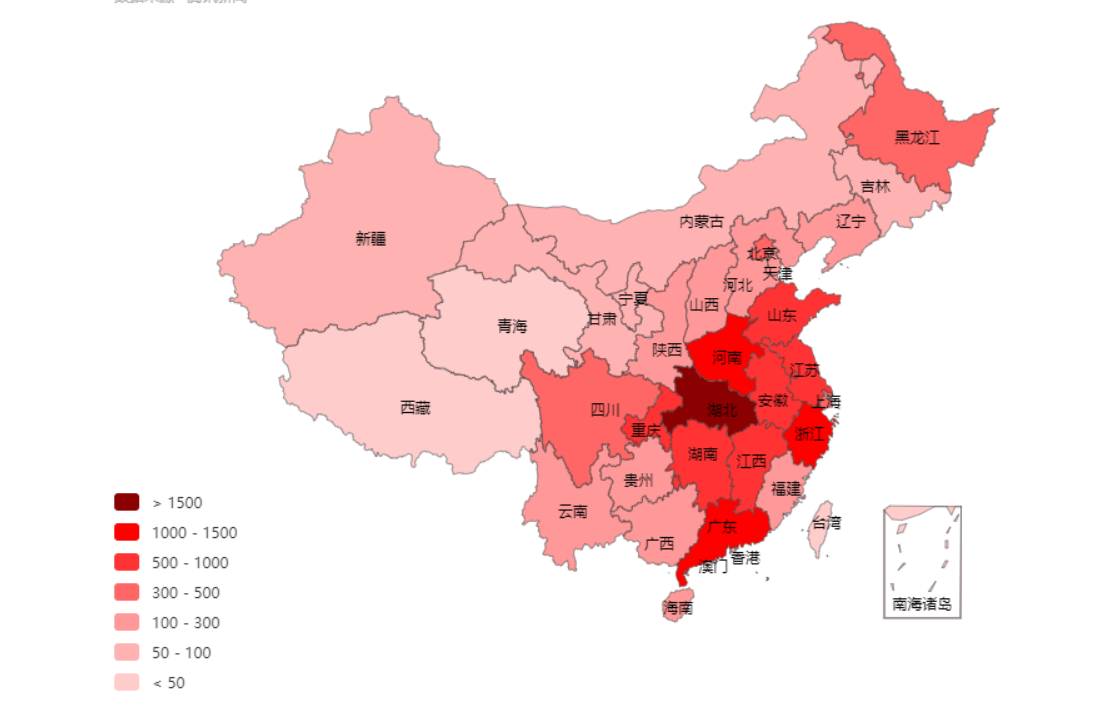 黑龙江
吉林
辽宁
内蒙古
新疆
北京
天津
河北
宁夏
山西
山东
甘肃
青海
陕西
河南
江苏
安徽
上海
西藏
四川
湖北
重庆
浙江
湖南
江西
贵州
福建
云南
广东
台湾
广西
香港
澳门
海南
南海诸岛
> 1500
1000 - 1500
500 - 1000
300 - 500
100 - 300
50 - 100
< 50